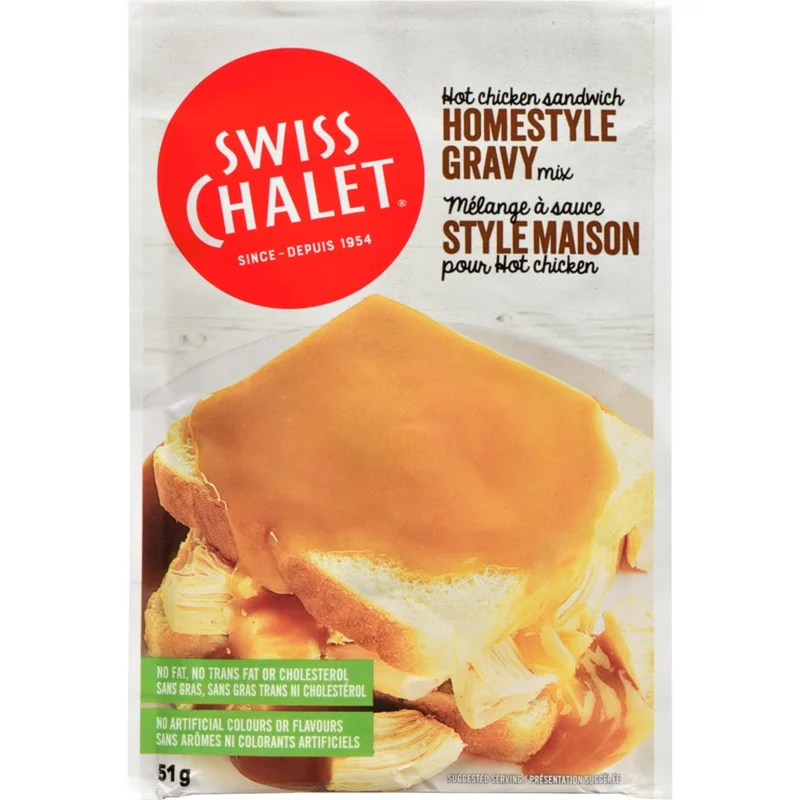 SWISS
CHALET®
SINCE - DEPUIS 1954
Hot chicken sandwich
HOMESTYLE
GRAVY mix
Mélange à sauce
STYLE MAISON
pour Hot chicken
NO FAT, NO TRANS FAT OR CHOLESTEROL
SANS GRAS, SANS GRAS TRANS NI CHOLESTÉROL
NO ARTIFICIAL COLOURS OR FLAVOURS
SANS ARÔMES NI COLORANTS ARTIFICIELS
51 g
SUGGESTED SERVING / PRÉSENTATION SUGGÉRÉE